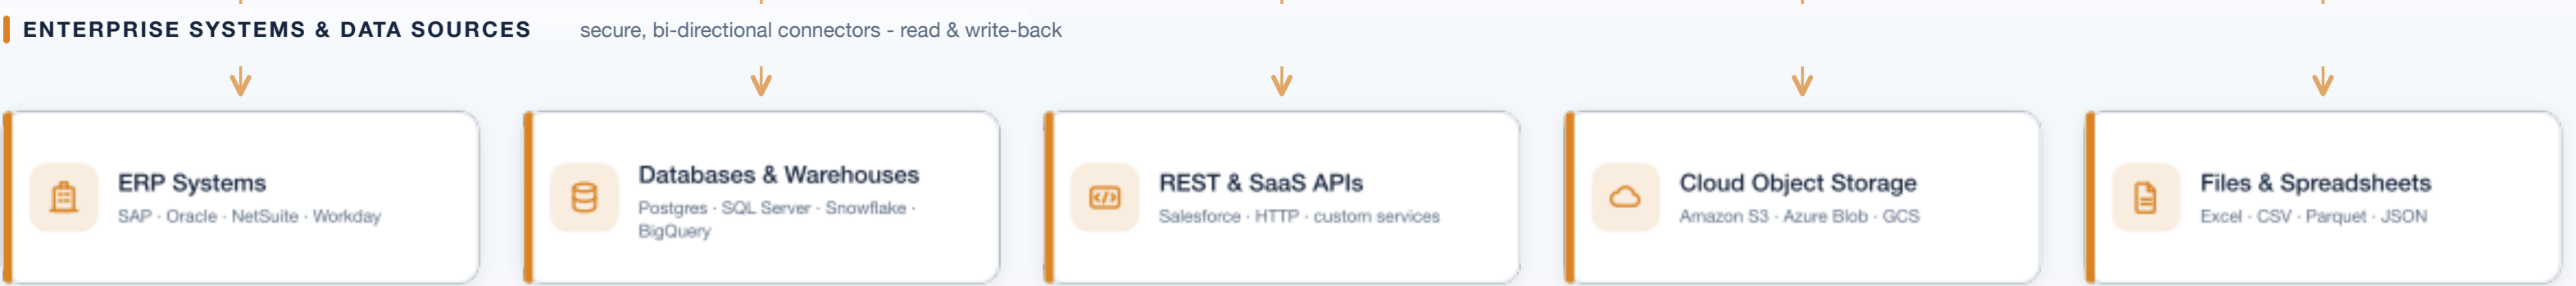 ENTERPRISE SYSTEMS & DATA SOURCES secure, bi-directional connectors - read & write-back
ERP Systems
SAP · Oracle · NetSuite · Workday
Databases & Warehouses
Postgres · SQL Server · Snowflake ·
BigQuery
REST & SaaS APIs
Salesforce · HTTP · custom services
Cloud Object Storage
Amazon S3 · Azure Blob · GCS
Files & Spreadsheets
Excel · CSV · Parquet · JSON